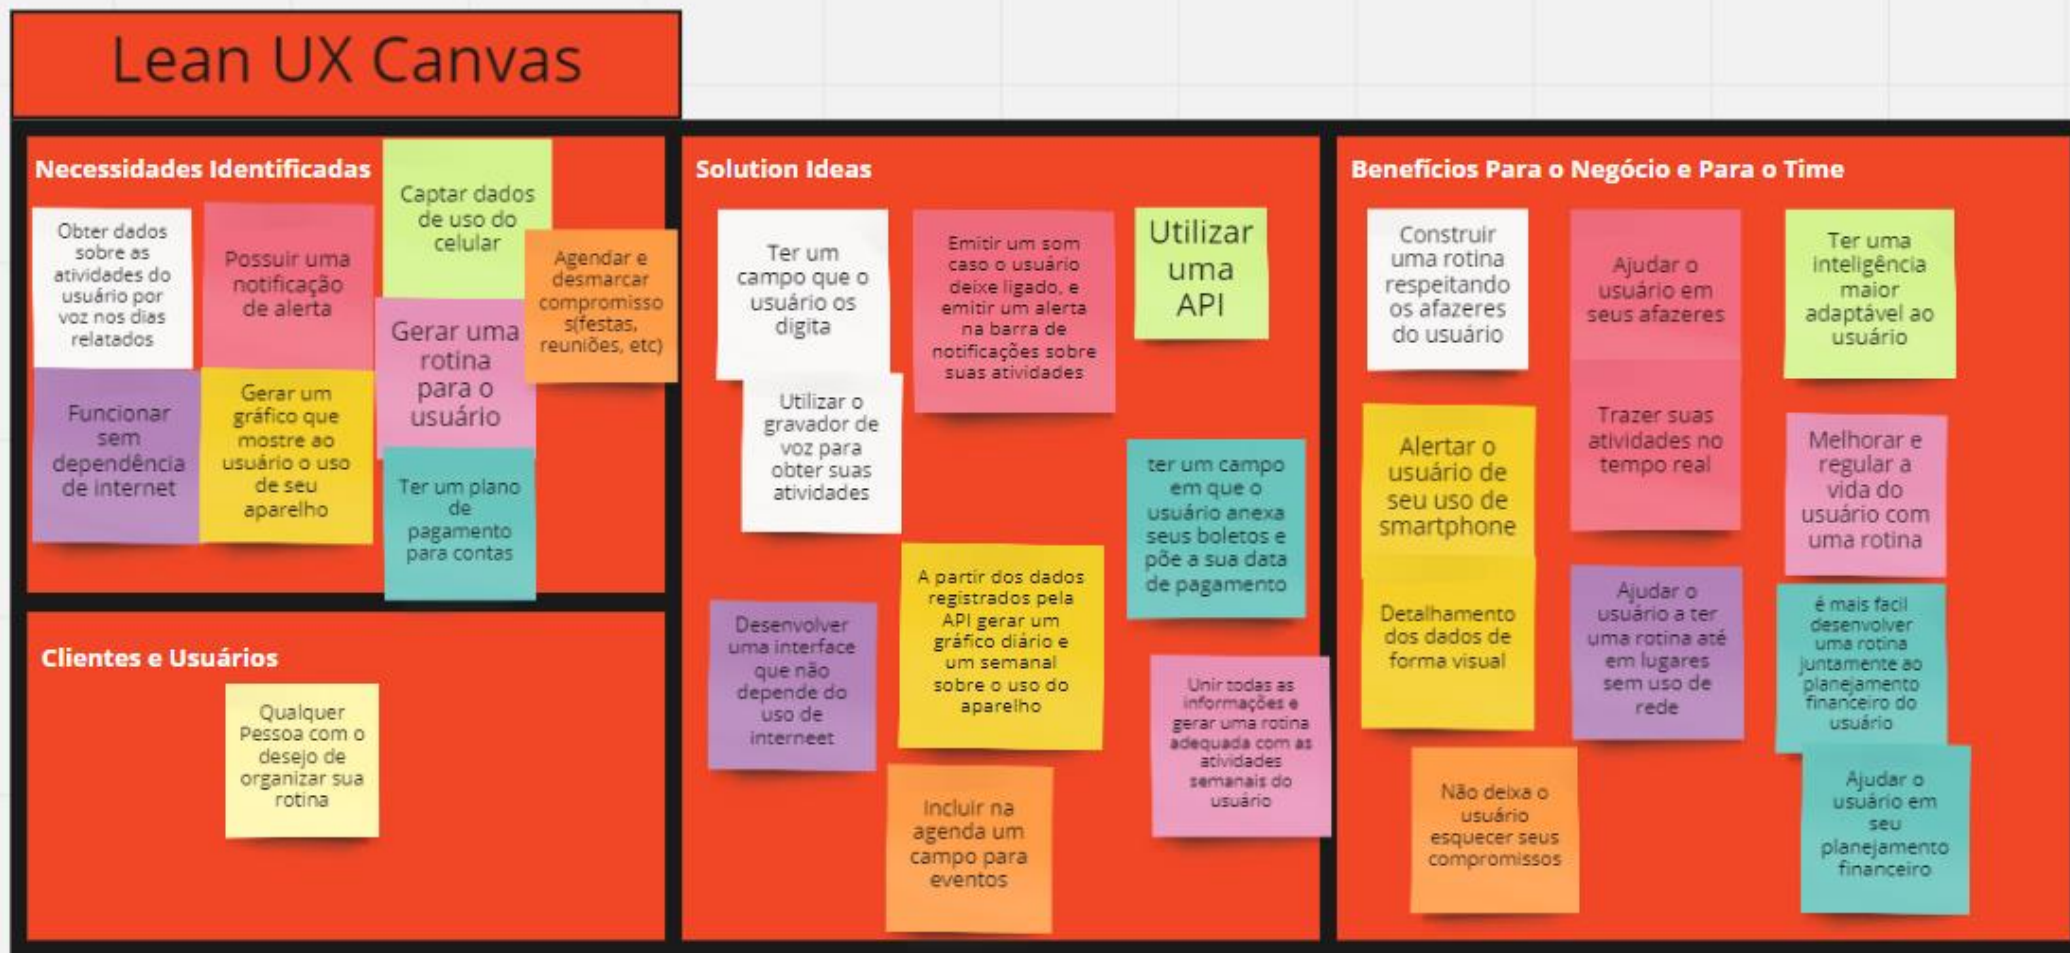 Lean UX Canvas
Necessidades Identificadas
Obter dados
sobre as
atividades do
usuário por
voz nos dias
relatados
Possuir uma
notificação
de alerta
Captar dados
de uso do
celular
Agendar e
desmarcar
compromisso
s(festas,
reuniões, etc)
Gerar uma
rotina
para o
usuário
Funcionar
sem
dependência
de internet
Gerar um
gráfico que
mostre ao
usuário o uso
de seu
aparelho
Ter um plano
de
pagamento
para contas
Clientes e Usuários
Qualquer
Pessoa com o
desejo de
organizar sua
rotina
Solution Ideas
Ter um
campo que o
usuário os
digita
Emitir um som
caso o usuário
deixe ligado, e
emitir um alerta
na barra de
notificações sobre
suas atividades
Utilizar
uma
API
Utilizar o
gravador de
voz para
obter suas
atividades
ter um campo
em que o
usuário anexa
seus boletos e
põe a sua data
de pagamento
A partir dos dados
registrados pela
API gerar um
gráfico diário e
um semanal
sobre o uso do
aparelho
Desenvolver
uma interface
que não
depende do
uso de
interneet
Unir todas as
informações e
gerar uma rotina
adequada com as
atividades
semanais do
usuário
Incluir na
agenda um
campo para
eventos
Benefícios Para o Negócio e Para o Time
Construir
uma rotina
respeitando
os afazeres
do usuário
Ajudar o
usuário em
seus afazeres
Ter uma
inteligência
maior
adaptável ao
usuário
Alertar o
usuário de
seu uso de
smartphone
Trazer suas
atividades no
tempo real
Melhorar e
regular a
vida do
usuário com
uma rotina
Detalhamento
dos dados de
forma visual
Ajudar o
usuário a ter
uma rotina até
em lugares
sem uso de
rede
é mais facil
desenvolver
uma rotina
juntamente ao
planejamento
financeiro do
usuário
Não deixa o
usuário
esquecer seus
compromissos
Ajudar o
usuário em
seu
planejamento
financeiro